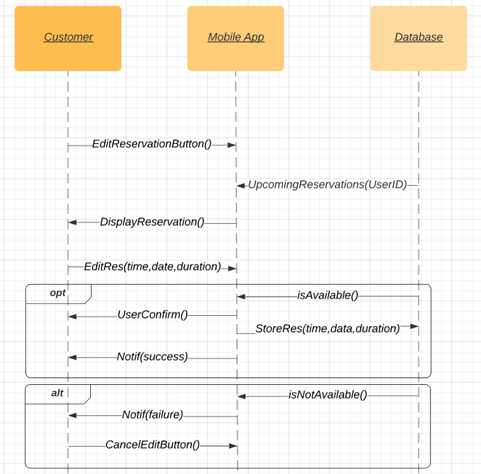 Customer
Mobile App
Database
EditReservationButton()
UpcomingReservations(UserID)
DisplayReservation()
EditRes(time,date,duration)
opt
isAvailable()
UserConfirm()
StoreRes(time,data,duration)
Notif(success)
alt
isNotAvailable()
Notif(failure)
CancelEditButton()